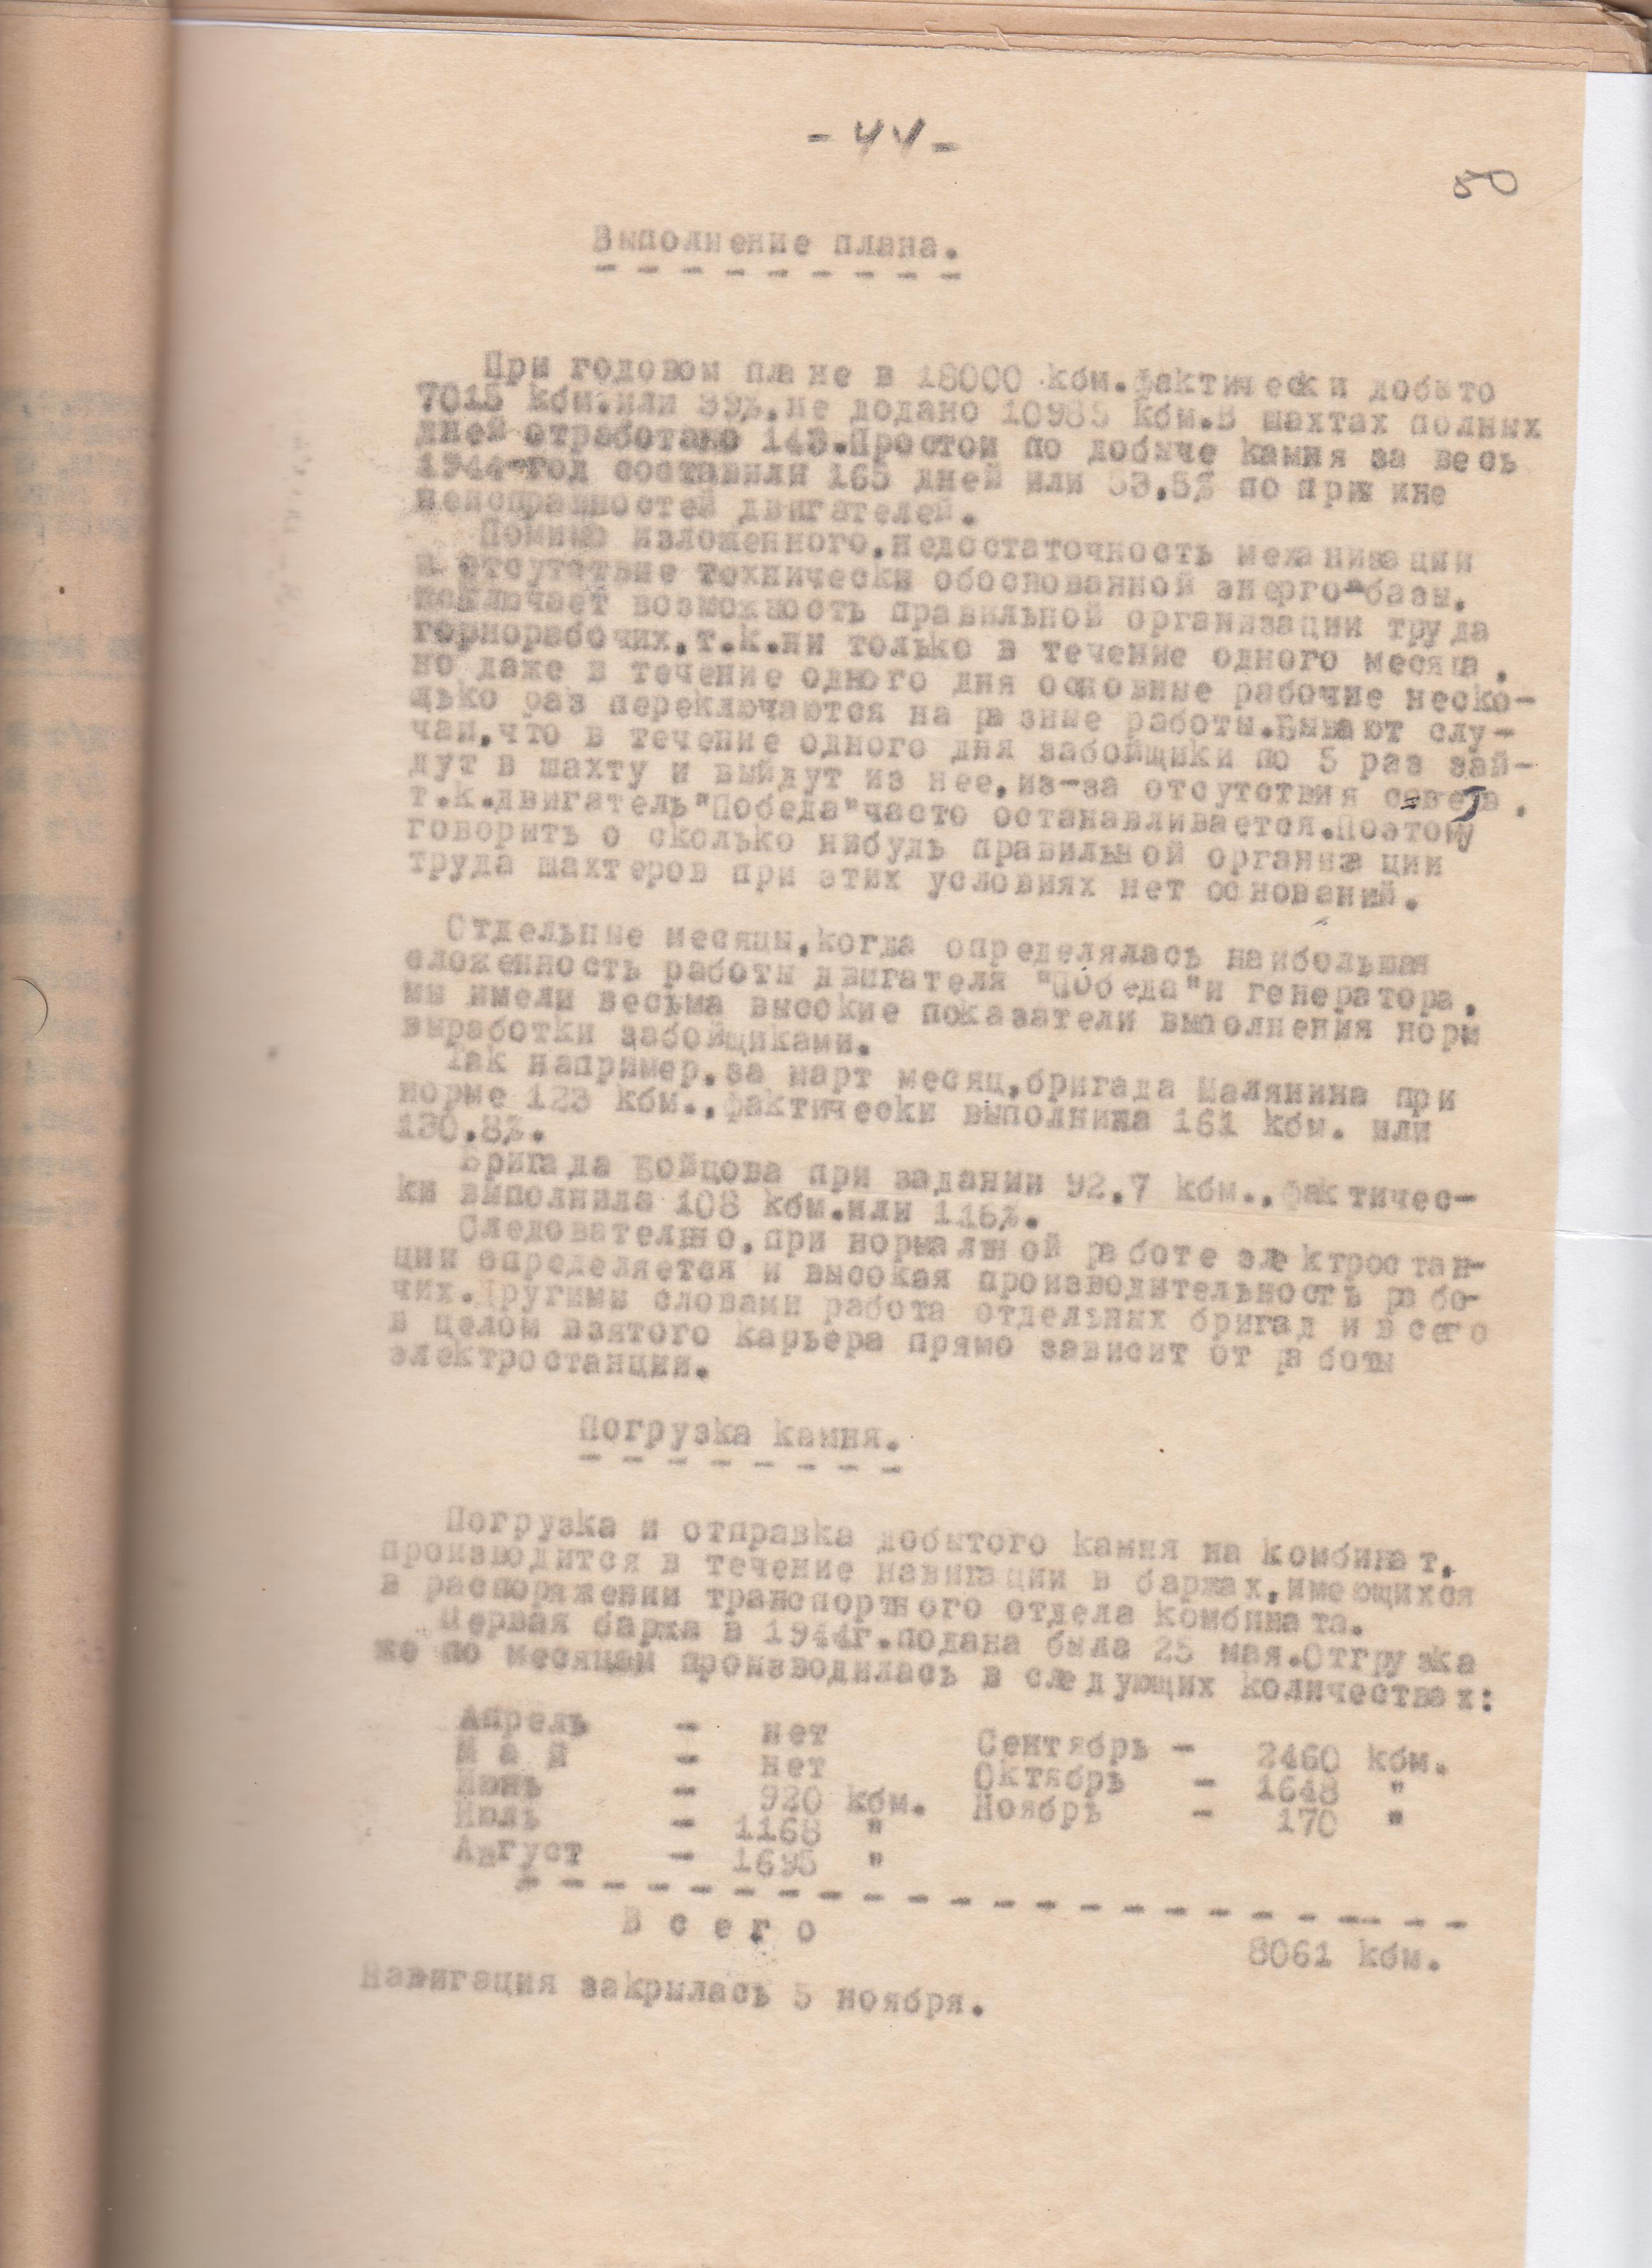 - 44 -
50
Выполнение плана.
При годовом плане в 18000 кбм.фактически добыто
7015 кбм.или 39%.не додано 10985 кбм.В шахтах полных
дней отработано 143.Простои по добыче камня за весь
1944 год составили 165 дней или 53,5% по причине
неисправностей двигателей.
Помимо изложенного,недостаточность механизации
и отсутствие технически обоснованной энерго-базы,
исключает возможность правильной организации труда
горнорабочих,т.к.ни только в течение одного месяца,
но даже в течение одного дня основные рабочие неско-
лько раз переключаются на разные работы.Бывают слу-
чаи,что в течение одного дня забойщики по 5 раз зай-
дут в шахту и выйдут из нее,из-за отсутствия света,
т.к.двигатель"Победа"часто останавливается.Поэтому
говорить о сколько нибудь правильной организации
труда шахтеров при этих условиях нет оснований.
Отдельные месяцы,когда определялась наибольшая
сложенность работы двигателя "Победа"и генератора,
мы имели весьма высокие показатели выполнения норм
выработки забойщиками.
Так например,за март месяц,бригада Малянина при
норме 123 кбм.,фактически выполнила 161 кбм. или
130,8%.
Бригада Бойцова при задании 92,7 кбм.,фактичес-
ки выполнила 108 кбм.или 116%.
Следовательно,при нормальной работе электростан-
ции определяется и высокая производительность рабо-
чих.Другими словами работа отдельных бригад и всего
в целом взятого карьера прямо зависит от работы
электростанции.
Погрузка камня.
Погрузка и отправка добытого камня на комбинат,
производится в течение навигации в баржах,имеющихся
в распоряжении транспортного отдела комбината.
Первая баржа в 1944г.подана была 25 мая.Отгрузка
же по месяцам производилась в следующих количествах:
Апрель - нет Сентябрь - 2460 кбм.
М а й - нет Октябрь - 1648 "
Июнь - 920 кбм. Ноябрь - 170 "
Июль - 1168 "
Август - 1695 "
В с е г о 8061 кбм.
Навигация закрылась 5 ноября.